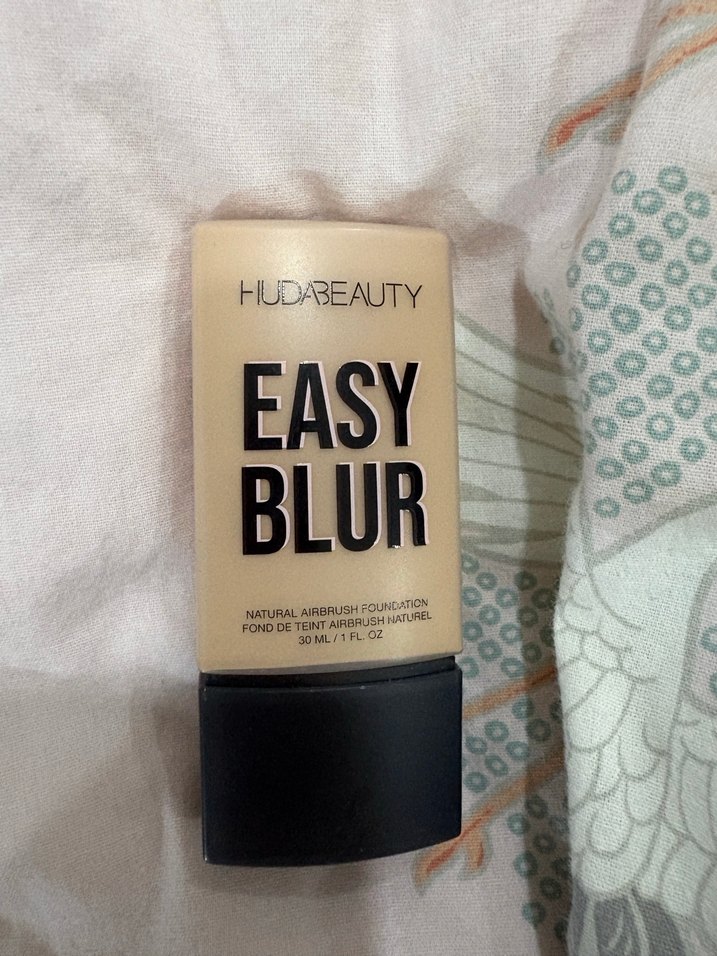 HUDABEAUTY
EASY
BLUR
NATURAL AIRBRUSH FOUNDATION
FOND DE TEINT AIRBRUSH NATUREL
30 ML / 1 FL. OZ